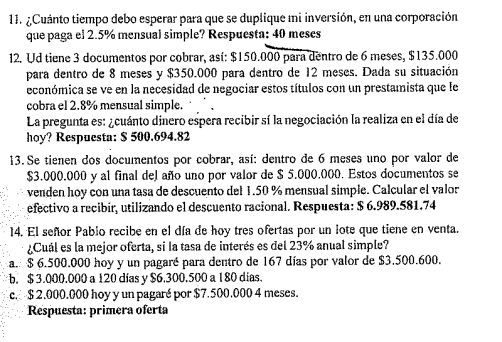 11. ¿Cuánto tiempo debo esperar para que se duplique mi inversión, en una corporación
que paga el 2.5% mensual simple? Respuesta: 40 meses
12. Ud tiene 3 documentos por cobrar, así: $150.000 para dentro de 6 meses, $135.000
para dentro de 8 meses y $350.000 para dentro de 12 meses. Dada su situación
económica se ve en la necesidad de negociar estos títulos con un prestamista que le
cobra el 2.8% mensual simple.
La pregunta es: ¿cuánto dinero espera recibir sí la negociación la realiza en el día de
hoy? Respuesta: $ 500.694.82
13. Se tienen dos documentos por cobrar, así: dentro de 6 meses uno por valor de
$3.000.000 y al final del año uno por valor de $ 5.000.000. Estos documentos se
venden hoy con una tasa de descuento del 1.50 % mensual simple. Calcular el valor
efectivo a recibir, utilizando el descuento racional. Respuesta: $ 6.989.581.74
14. El señor Pablo recibe en el día de hoy tres ofertas por un lote que tiene en venta.
¿Cuál es la mejor oferta, si la tasa de interés es del 23% anual simple?
a. $ 6.500.000 hoy y un pagaré para dentro de 167 días por valor de $3.500.600.
b. $3.000.000 a 120 días y $6.300.500 a 180 días.
c. $2.000.000 hoy y un pagaré por $7.500.000 4 meses.
Respuesta: primera oferta